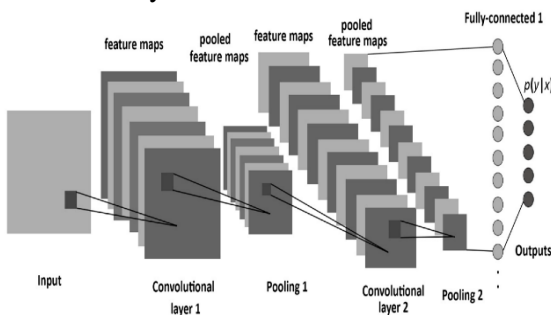 feature maps
pooled
feature maps
feature maps
pooled
feature maps
Fully-connected 1
p(y|x)
Input
Convolutional
layer 1
Pooling 1
Convolutional
layer 2
Pooling 2
Outputs